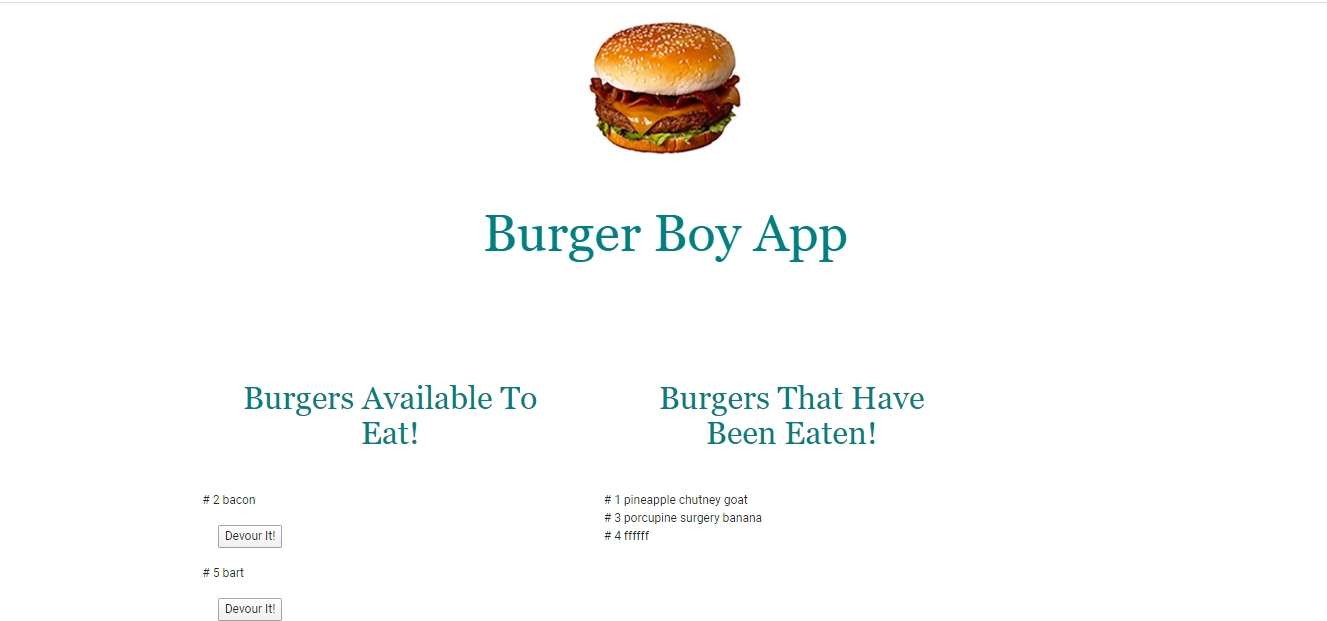 Burger Boy App
Burgers Available To
Eat!
# 2 bacon
Devour It!
# 5 bart
Devour It!
Burgers That Have
Been Eaten!
# 1 pineapple chutney goat
# 3 porcupine surgery banana
# 4 ffffff